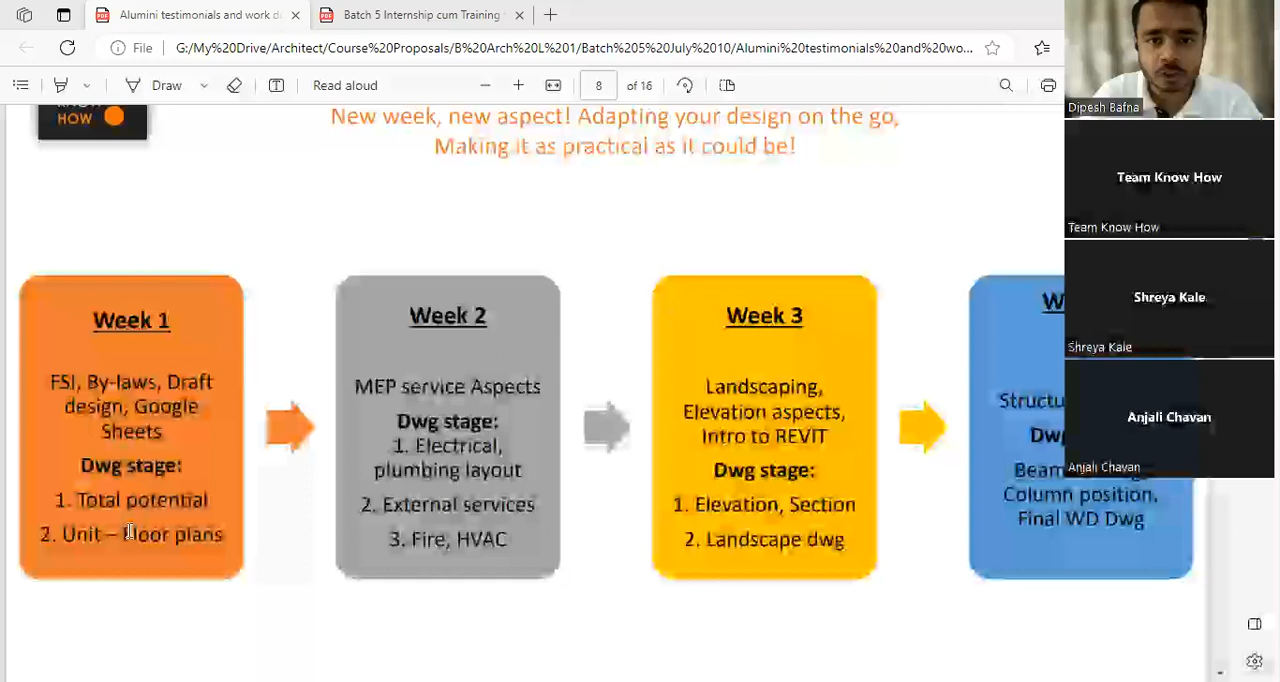 Alumini testimonials and work d
Batch 5 Internship cum Training
File
G:/My%20Drive/Architect/Course%20Proposals/B%20Arch%20L%201/Batch%205%20July%2010/Alumini%20testimonials%20and%20wo...
Draw
Read aloud
8
of 16
HOW
New week, new aspect! Adapting your design on the go,
Making it as practical as it could be!
Week 1
FSI, By-laws, Draft
design, Google
Sheets
Dwg stage:
1. Total potential
2. Unit – Floor plans
Week 2
MEP service Aspects
Dwg stage:
1. Electrical,
plumbing layout
2. External services
3. Fire, HVAC
Week 3
Landscaping,
Elevation aspects,
Intro to REVIT
Dwg stage:
1. Elevation, Section
2. Landscape dwg
W
Structu
Dw
Beam
Column position,
Final WD Dwg
Dipesh Bafna
Team Know How
Team Know How
Shreya Kale
Shreya Kale
Anjali Chavan
Anjali Chavan